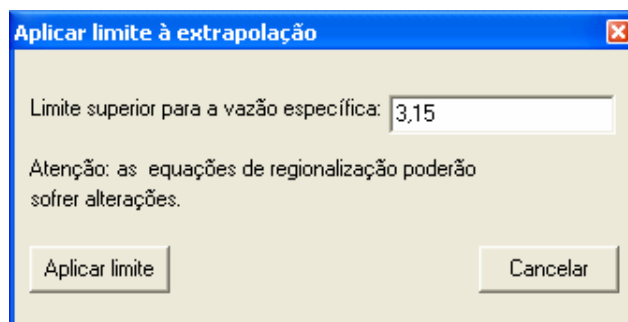 Aplicar limite à extrapolação
Limite superior para a vazão específica: 3,15
Atenção: as equações de regionalização poderão
sofrer alterações.
Aplicar limite Cancelar